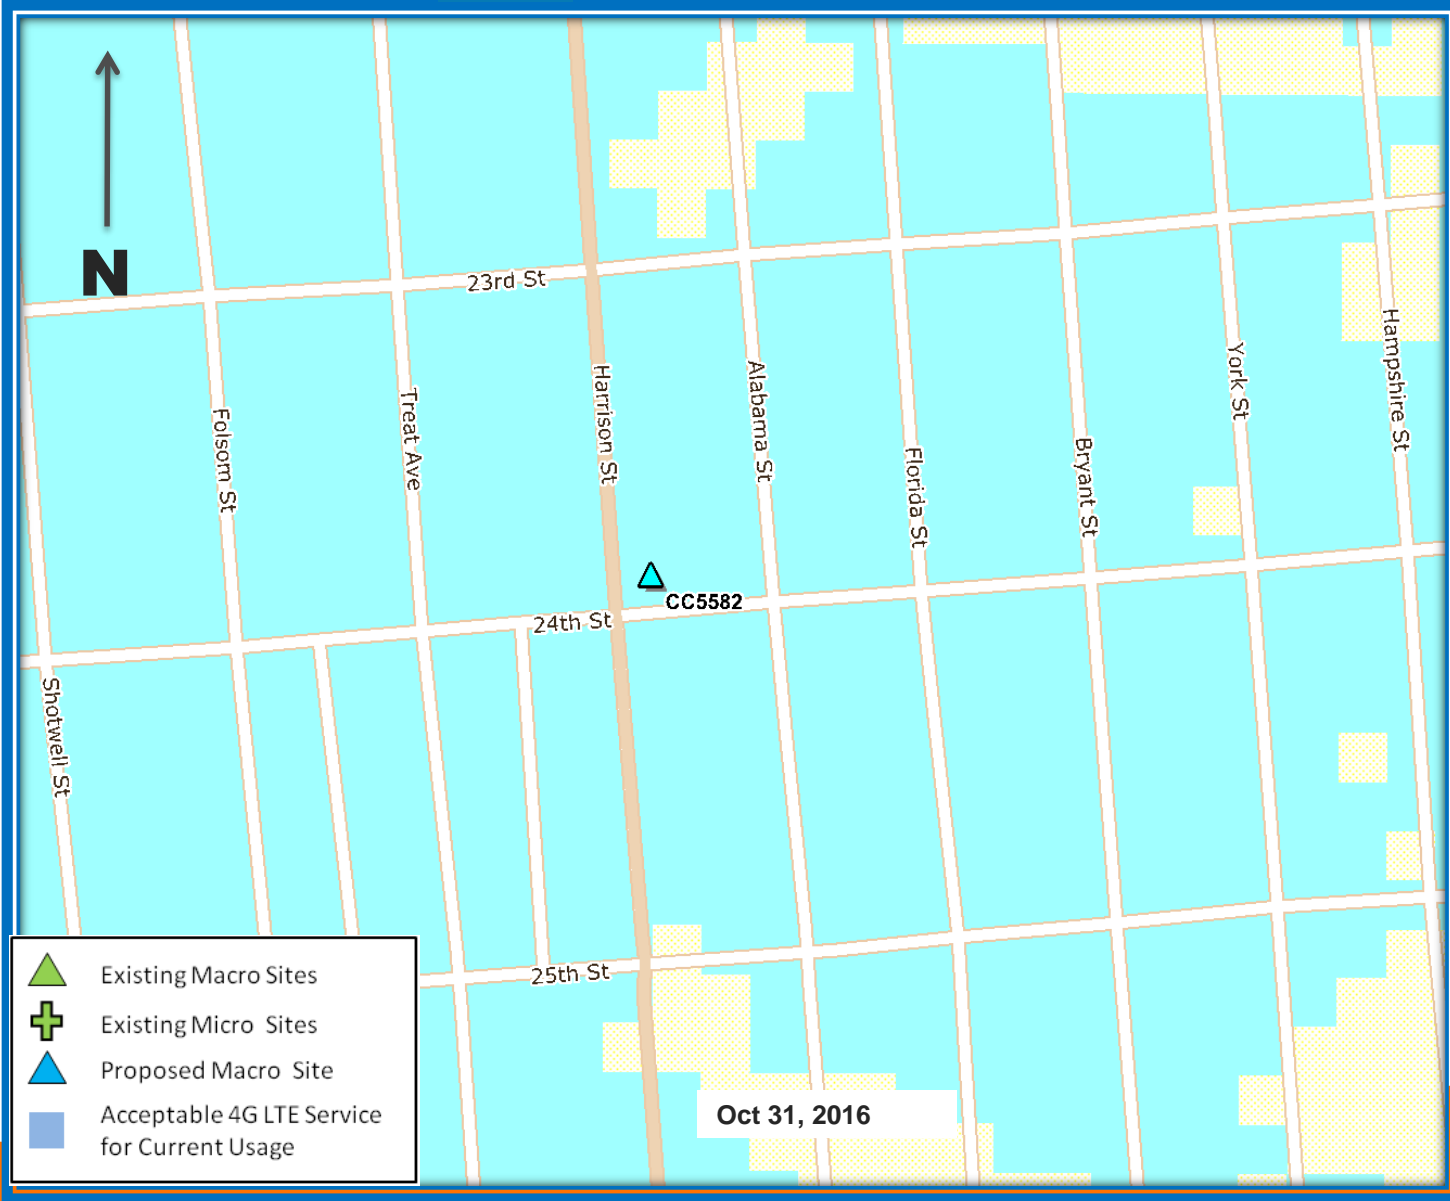 N
23rd St
Folsom St
Treat Ave
Harrison St
Alabama St
Florida St
Bryant St
York St
Hampshire St
CC5582
24th St
Shotwell St
25th St
Existing Macro Sites
Existing Micro Sites
Proposed Macro Site
Acceptable 4G LTE Service
for Current Usage
Oct 31, 2016